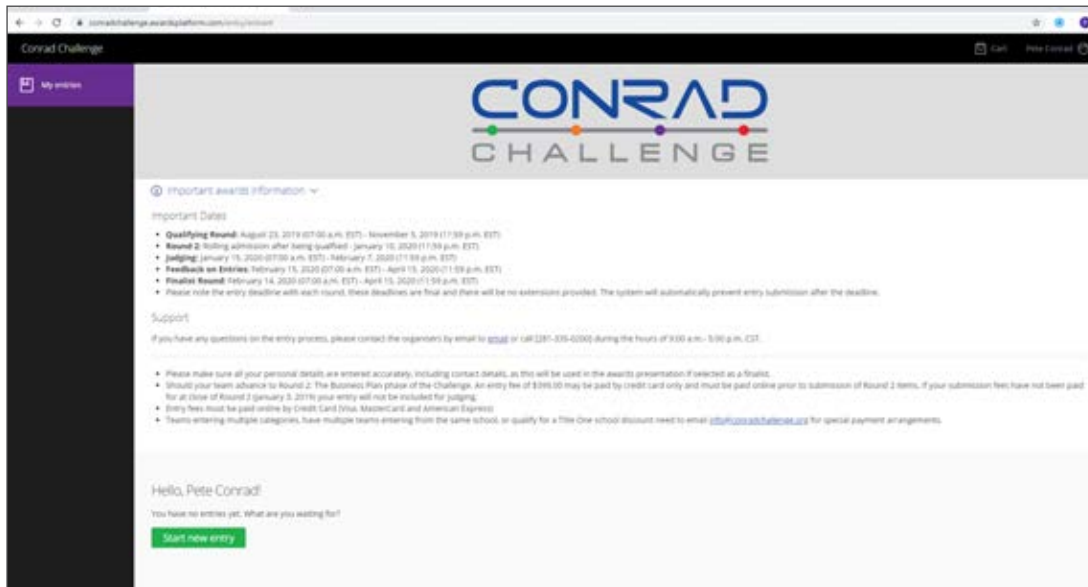 conradchallenge.awardsplatform.com/entry/entrant
Conrad Challenge
Cart
Pete Conrad
My entries
CONRAD
CHALLENGE
Important awards information
Important Dates
Qualifying Round: August 23, 2019 (07:00 a.m. EST) - November 5, 2019 (11:59 p.m. EST)
Round 2: Rolling admission after being qualified - January 10, 2020 (11:59 p.m. EST)
Judging: January 15, 2020 (07:00 a.m. EST) - February 7, 2020 (11:59 p.m. EST)
Feedback on Entries: February 15, 2020 (07:00 a.m. EST) - April 15, 2020 (11:59 p.m. EST)
Finalist Round: February 14, 2020 (07:00 a.m. EST) - April 15, 2020 (11:59 p.m. EST)
Please note the entry deadline with each round, these deadlines are final and there will be no extensions provided. The system will automatically prevent entry submission after the deadline.
Support
If you have any questions on the entry process, please contact the organisers by email to email or call [281-335-0200] during the hours of 9:00 a.m.- 5:00 p.m. CST.
Please make sure all your personal details are entered accurately, including contact details, as this will be used in the awards presentation if selected as a finalist.
Should your team advance to Round 2: The Business Plan phase of the Challenge. An entry fee of $399.00 may be paid by credit card only and must be paid online prior to submission of Round 2 items. If your submission fees have not been paid
for at close of Round 2 (January 3, 2019) your entry will not be included for judging.
Entry fees must be paid online by Credit Card (Visa, MasterCard and American Express)
Teams entering multiple categories, have multiple teams entering from the same school, or qualify for a Title One school discount need to email info@conradchallenge.org for special payment arrangements.
Hello, Pete Conrad!
You have no entries yet. What are you waiting for?
Start new entry